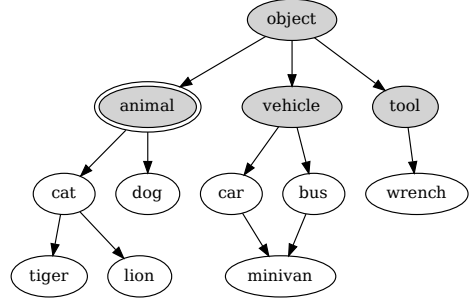 object
animal
vehicle
tool
cat
dog
car
bus
wrench
tiger
lion
minivan